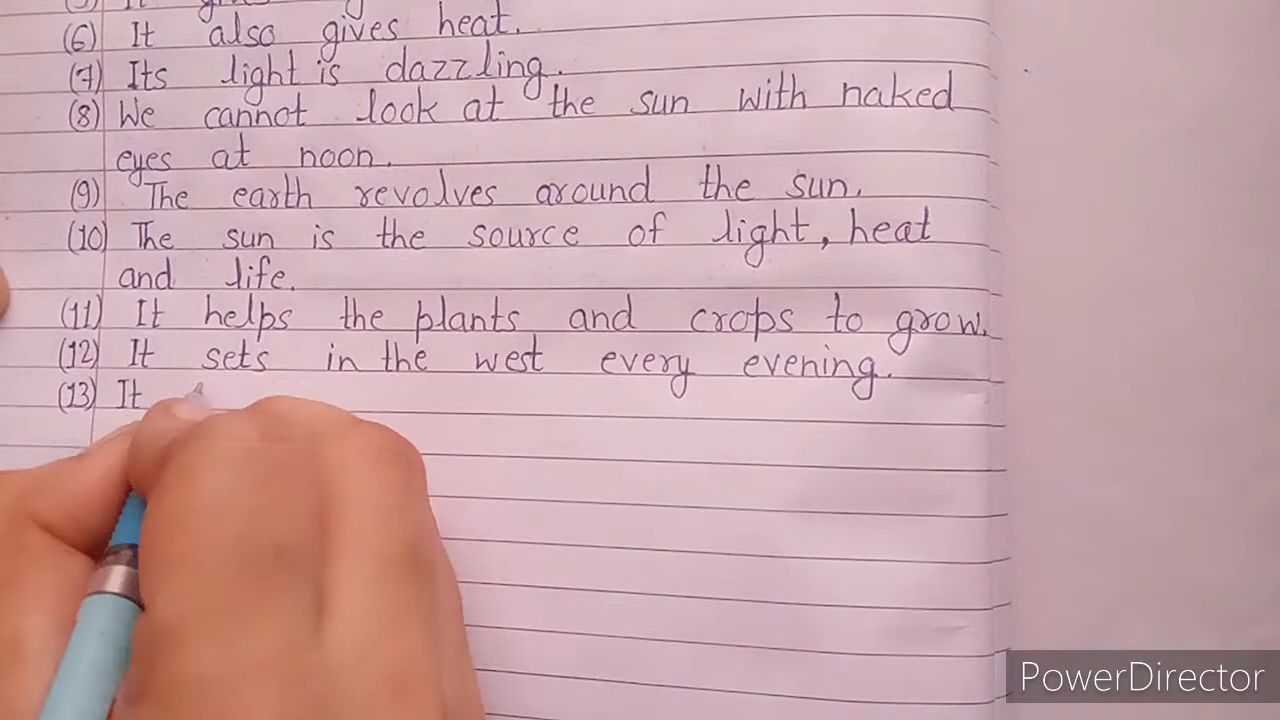 (6) It also gives heat.
(7) Its light is dazzling.
(8) We cannot look at the sun with naked
eyes at noon.
(9) The earth revolves around the sun.
(10) The sun is the source of light, heat
and life.
(11) It helps the plants and crops to grow.
(12) It sets in the west every evening.
(13) It
PowerDirector